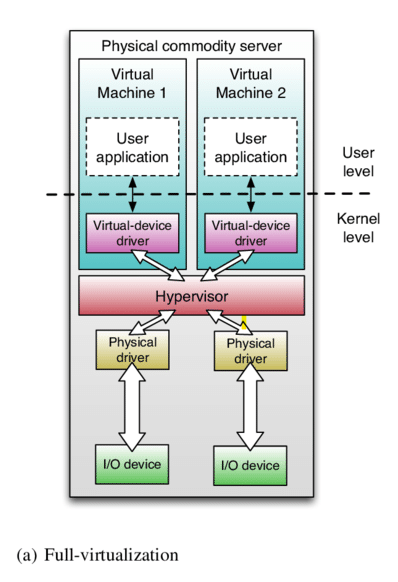 Physical commodity server
Virtual
Machine 1
Virtual
Machine 2
User
application
User
application
User
level
Kernel
level
Virtual-device
driver
Virtual-device
driver
Hypervisor
Physical
driver
Physical
driver
I/O device
I/O device
(a) Full-virtualization